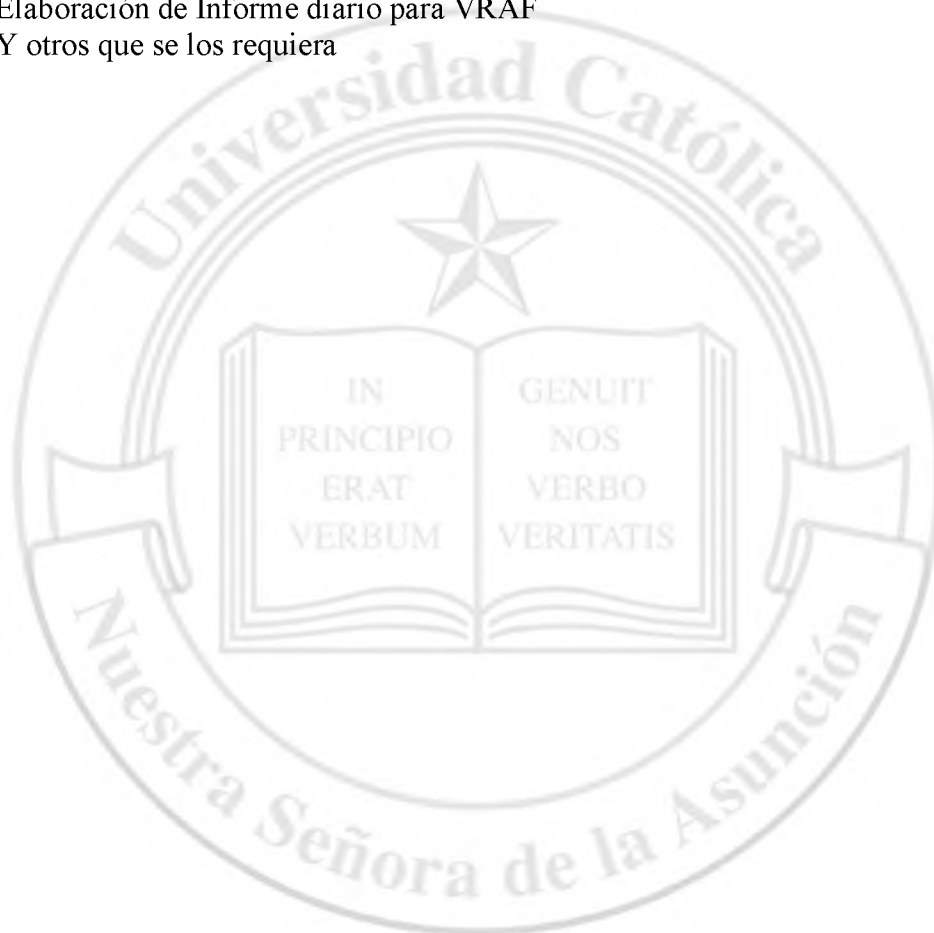 Elaboración de Informe diario para VRAF
Y otros que se los requiera
Universidad Católica
IN
PRINCIPIO
ERAT
VERBUM
GENUIT
NOS
VERBO
VERITATIS
Nuestra Señora de la Asunción